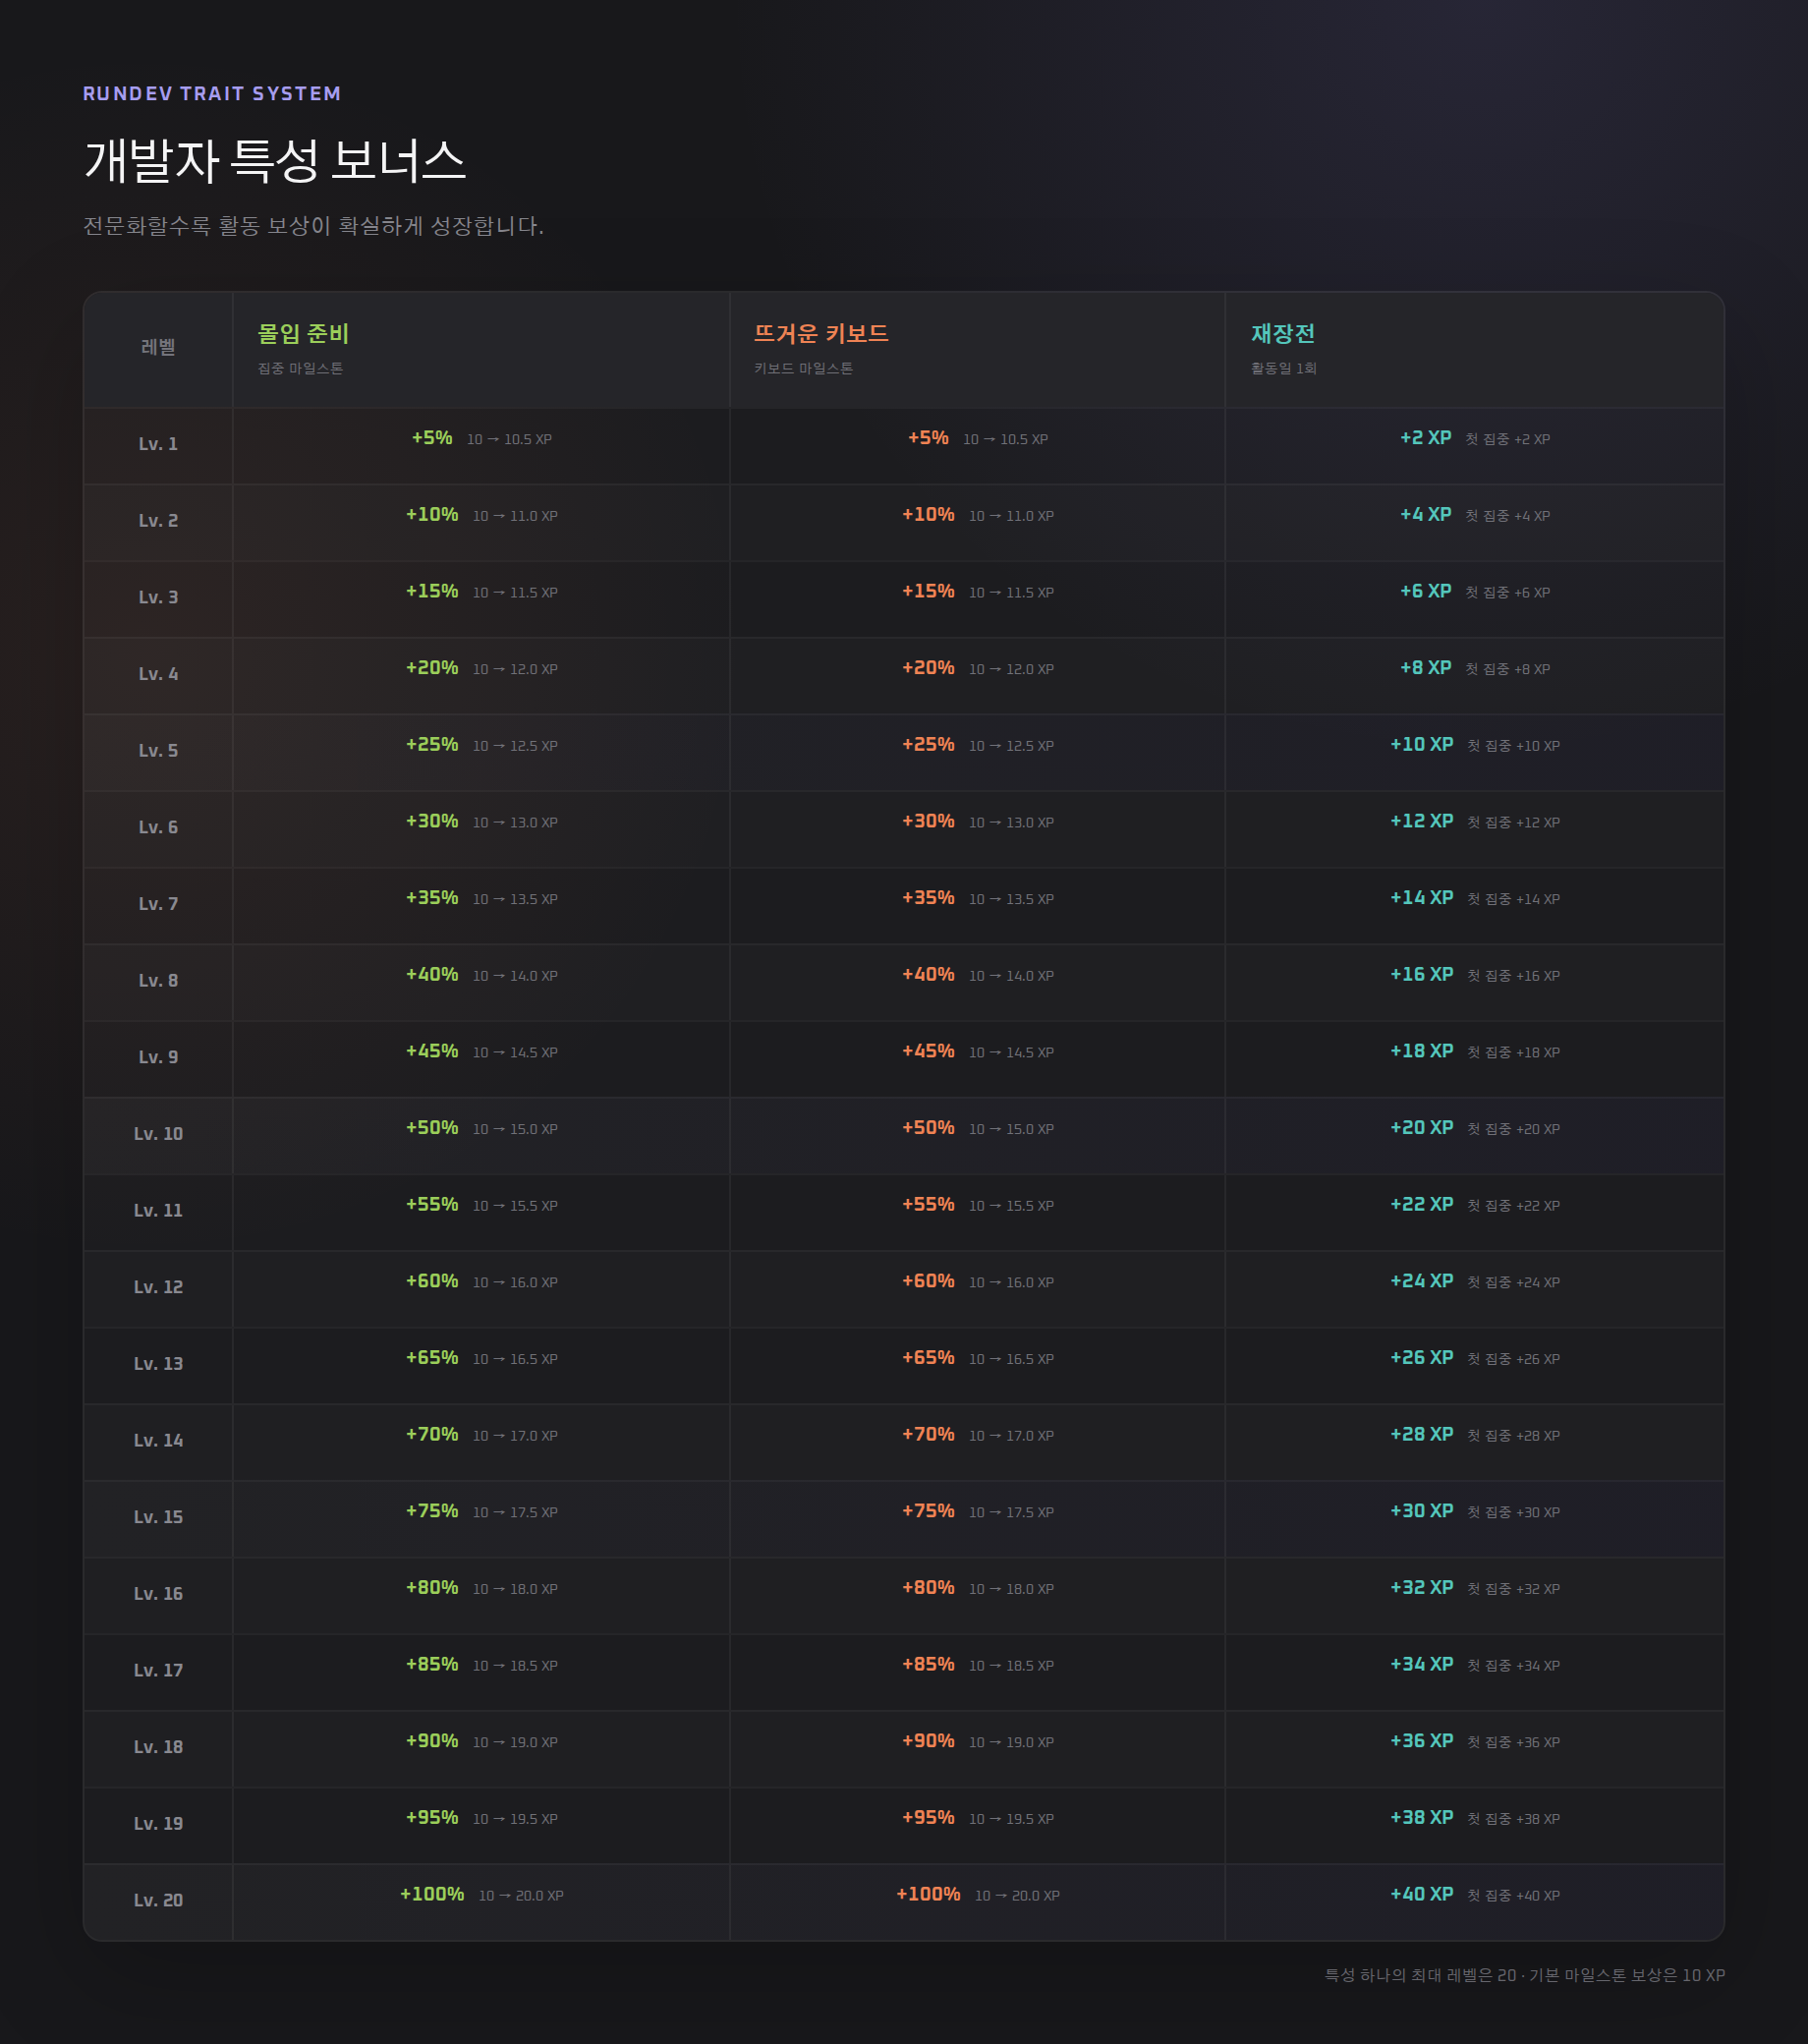 RUNDEV TRAIT SYSTEM
개발자 특성 보너스
전문화할수록 활동 보상이 확실하게 성장합니다.
레벨 몰입 준비 뜨거운 키보드 재장전
집중 마일스톤 키보드 마일스톤 활동일 1회
Lv. 1 +5% 10 → 10.5 XP +5% 10 → 10.5 XP +2 XP 첫 집중 +2 XP
Lv. 2 +10% 10 → 11.0 XP +10% 10 → 11.0 XP +4 XP 첫 집중 +4 XP
Lv. 3 +15% 10 → 11.5 XP +15% 10 → 11.5 XP +6 XP 첫 집중 +6 XP
Lv. 4 +20% 10 → 12.0 XP +20% 10 → 12.0 XP +8 XP 첫 집중 +8 XP
Lv. 5 +25% 10 → 12.5 XP +25% 10 → 12.5 XP +10 XP 첫 집중 +10 XP
Lv. 6 +30% 10 → 13.0 XP +30% 10 → 13.0 XP +12 XP 첫 집중 +12 XP
Lv. 7 +35% 10 → 13.5 XP +35% 10 → 13.5 XP +14 XP 첫 집중 +14 XP
Lv. 8 +40% 10 → 14.0 XP +40% 10 → 14.0 XP +16 XP 첫 집중 +16 XP
Lv. 9 +45% 10 → 14.5 XP +45% 10 → 14.5 XP +18 XP 첫 집중 +18 XP
Lv. 10 +50% 10 → 15.0 XP +50% 10 → 15.0 XP +20 XP 첫 집중 +20 XP
Lv. 11 +55% 10 → 15.5 XP +55% 10 → 15.5 XP +22 XP 첫 집중 +22 XP
Lv. 12 +60% 10 → 16.0 XP +60% 10 → 16.0 XP +24 XP 첫 집중 +24 XP
Lv. 13 +65% 10 → 16.5 XP +65% 10 → 16.5 XP +26 XP 첫 집중 +26 XP
Lv. 14 +70% 10 → 17.0 XP +70% 10 → 17.0 XP +28 XP 첫 집중 +28 XP
Lv. 15 +75% 10 → 17.5 XP +75% 10 → 17.5 XP +30 XP 첫 집중 +30 XP
Lv. 16 +80% 10 → 18.0 XP +80% 10 → 18.0 XP +32 XP 첫 집중 +32 XP
Lv. 17 +85% 10 → 18.5 XP +85% 10 → 18.5 XP +34 XP 첫 집중 +34 XP
Lv. 18 +90% 10 → 19.0 XP +90% 10 → 19.0 XP +36 XP 첫 집중 +36 XP
Lv. 19 +95% 10 → 19.5 XP +95% 10 → 19.5 XP +38 XP 첫 집중 +38 XP
Lv. 20 +100% 10 → 20.0 XP +100% 10 → 20.0 XP +40 XP 첫 집중 +40 XP
특성 하나의 최대 레벨은 20 · 기본 마일스톤 보상은 10 XP